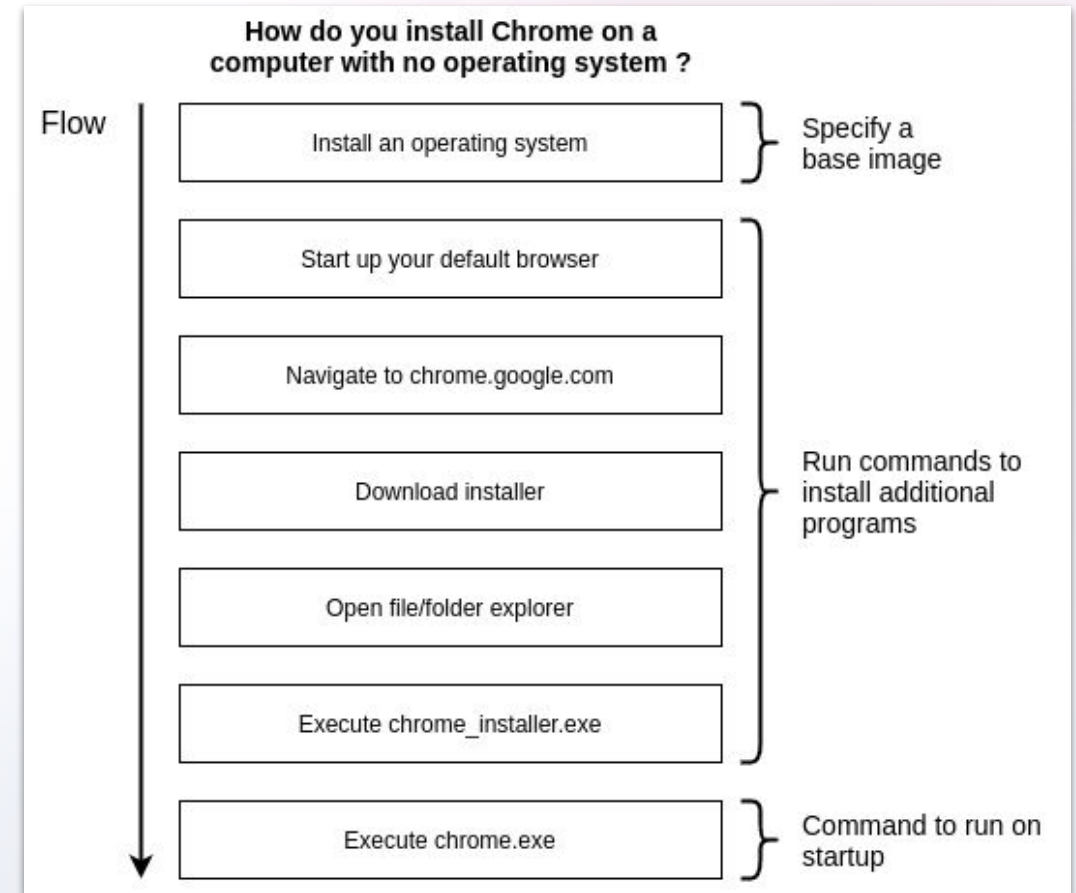 How do you install Chrome on a
computer with no operating system ?
Flow
Install an operating system
Specify a
base image
Start up your default browser
Navigate to chrome.google.com
Download installer
Run commands to
install additional
programs
Open file/folder explorer
Execute chrome_installer.exe
Execute chrome.exe
Command to run on
startup